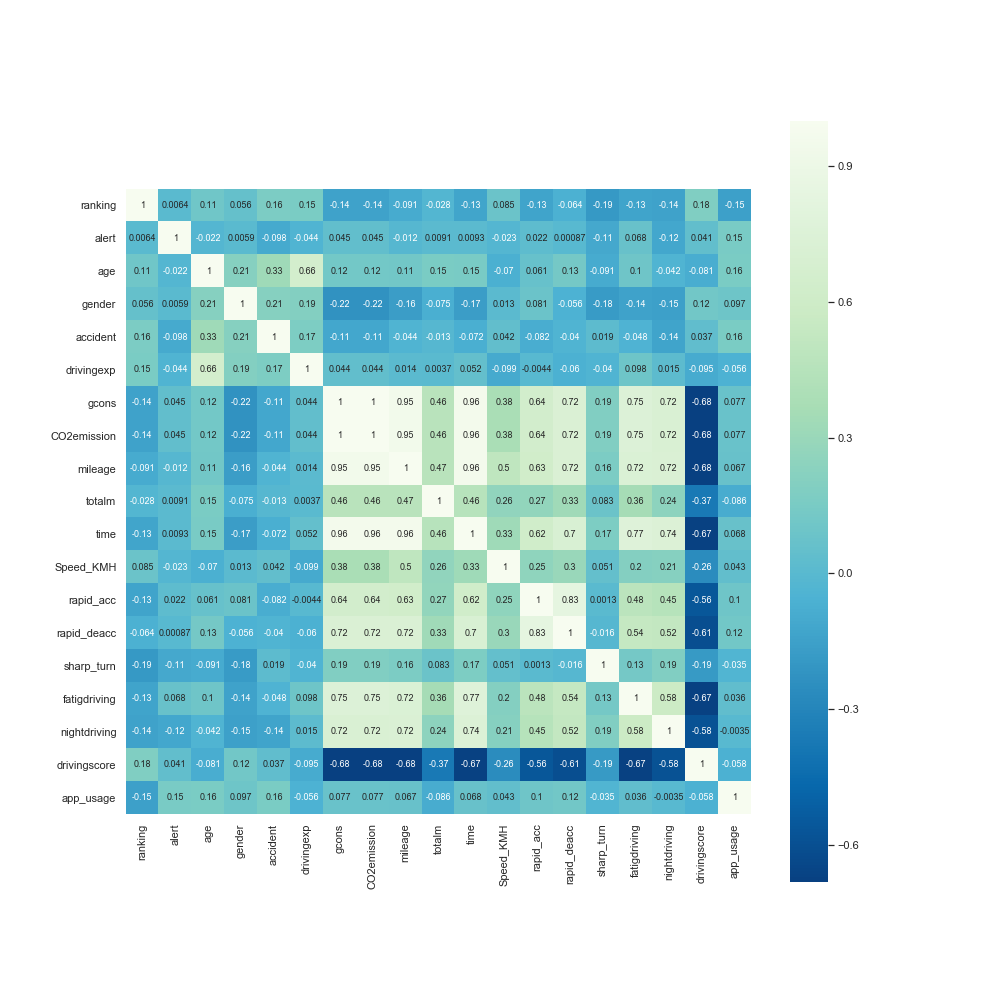 0.9
ranking 1 0.0064 0.11 0.056 0.16 0.15 -0.14 -0.14 -0.091 -0.028 -0.13 0.085 -0.13 -0.064 -0.19 -0.13 -0.14 0.18 -0.15
alert 0.0064 1 -0.022 0.0059 -0.098 -0.044 0.045 0.045 -0.012 0.0091 0.0093 -0.023 0.022 0.00087 -0.11 0.068 -0.12 0.041 0.15
age 0.11 -0.022 1 0.21 0.33 0.66 0.12 0.12 0.11 0.15 0.15 -0.07 0.061 0.13 -0.091 0.1 -0.042 -0.081 0.16
0.6
gender 0.056 0.0059 0.21 1 0.21 0.19 -0.22 -0.22 -0.16 -0.075 -0.17 0.013 0.081 -0.056 -0.18 -0.14 -0.15 0.12 0.097
accident 0.16 -0.098 0.33 0.21 1 0.17 -0.11 -0.11 -0.044 -0.013 -0.072 0.042 -0.082 -0.04 0.019 -0.048 -0.14 0.037 0.16
drivingexp 0.15 -0.044 0.66 0.19 0.17 1 0.044 0.044 0.014 0.0037 0.052 -0.099 -0.0044 -0.06 -0.04 0.098 0.015 -0.095 -0.056
gcons -0.14 0.045 0.12 -0.22 -0.11 0.044 1 1 0.95 0.46 0.96 0.38 0.64 0.72 0.19 0.75 0.72 -0.68 0.077
CO2emission -0.14 0.045 0.12 -0.22 -0.11 0.044 1 1 0.95 0.46 0.96 0.38 0.64 0.72 0.19 0.75 0.72 -0.68 0.077
0.3
mileage -0.091 -0.012 0.11 -0.16 -0.044 0.014 0.95 0.95 1 0.47 0.96 0.5 0.63 0.72 0.16 0.72 0.72 -0.68 0.067
totalm -0.028 0.0091 0.15 -0.075 -0.013 0.0037 0.46 0.46 0.47 1 0.46 0.26 0.27 0.33 0.083 0.36 0.24 -0.37 -0.086
time -0.13 0.0093 0.15 -0.17 -0.072 0.052 0.96 0.96 0.96 0.46 1 0.33 0.62 0.7 0.17 0.77 0.74 -0.67 0.068
Speed_KMH 0.085 -0.023 -0.07 0.013 0.042 -0.099 0.38 0.38 0.5 0.26 0.33 1 0.25 0.3 0.051 0.2 0.21 -0.26 0.043
0.0
rapid_acc -0.13 0.022 0.061 0.081 -0.082 -0.0044 0.64 0.64 0.63 0.27 0.62 0.25 1 0.83 0.0013 0.48 0.45 -0.56 0.1
rapid_deacc -0.064 0.00087 0.13 -0.056 -0.04 -0.06 0.72 0.72 0.72 0.33 0.7 0.3 0.83 1 -0.016 0.54 0.52 -0.61 0.12
sharp_turn -0.19 -0.11 -0.091 -0.18 0.019 -0.04 0.19 0.19 0.16 0.083 0.17 0.051 0.0013 -0.016 1 0.13 0.19 -0.19 -0.035
fatigdriving -0.13 0.068 0.1 -0.14 -0.048 0.098 0.75 0.75 0.72 0.36 0.77 0.2 0.48 0.54 0.13 1 0.58 -0.67 0.036
−0.3
nightdriving -0.14 -0.12 -0.042 -0.15 -0.14 0.015 0.72 0.72 0.72 0.24 0.74 0.21 0.45 0.52 0.19 0.58 1 -0.58 -0.0035
drivingscore 0.18 0.041 -0.081 0.12 0.037 -0.095 -0.68 -0.68 -0.68 -0.37 -0.67 -0.26 -0.56 -0.61 -0.19 -0.67 -0.58 1 -0.058
app_usage -0.15 0.15 0.16 0.097 0.16 -0.056 0.077 0.077 0.067 -0.086 0.068 0.043 0.1 0.12 -0.035 0.036 -0.0035 -0.058 1
−0.6
ranking alert age gender accident drivingexp gcons CO2emission mileage totalm time Speed_KMH rapid_acc rapid_deacc sharp_turn fatigdriving nightdriving drivingscore app_usage